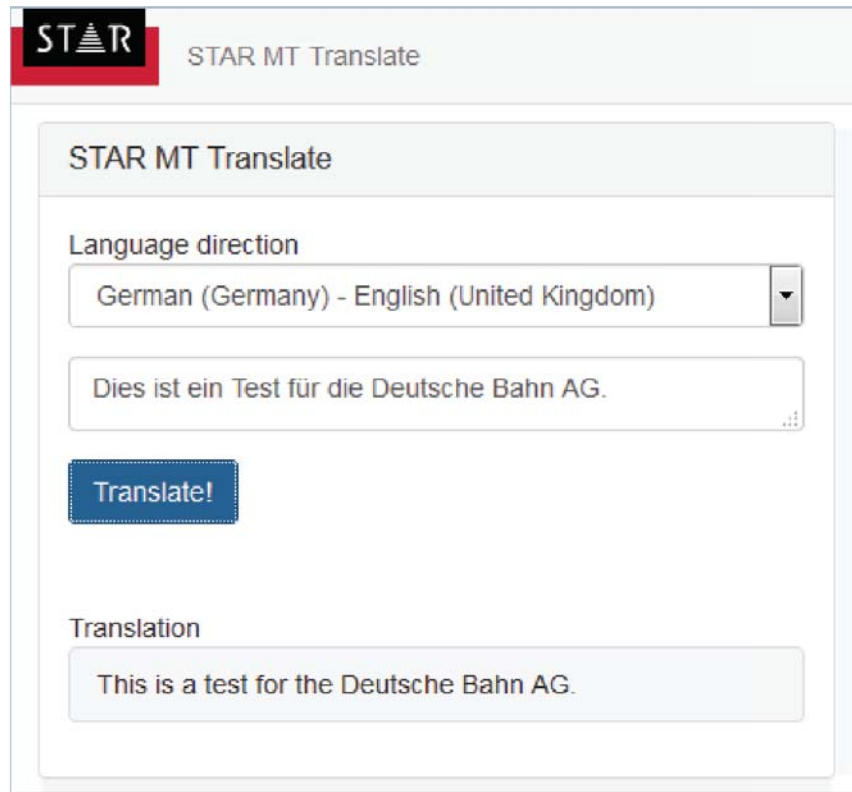 STAR
STAR MT Translate
STAR MT Translate
Language direction
German (Germany) - English (United Kingdom)
Dies ist ein Test für die Deutsche Bahn AG.
Translate!
Translation
This is a test for the Deutsche Bahn AG.